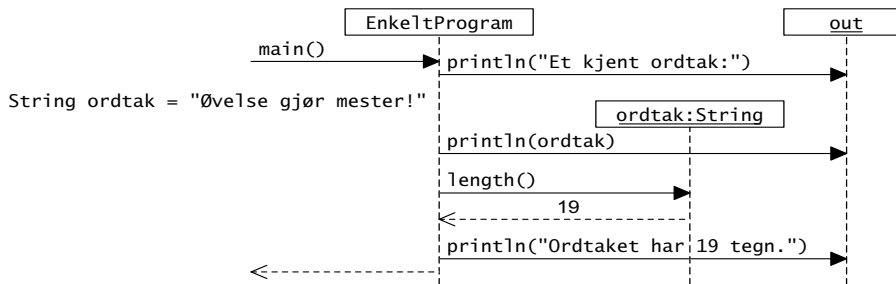 EnkeltProgram
out
main()
println("Et kjent ordtak:")
String ordtak = "Øvelse gjør mester!"
ordtak:String
println(ordtak)
length()
19
println("Ordtaket har 19 tegn.")